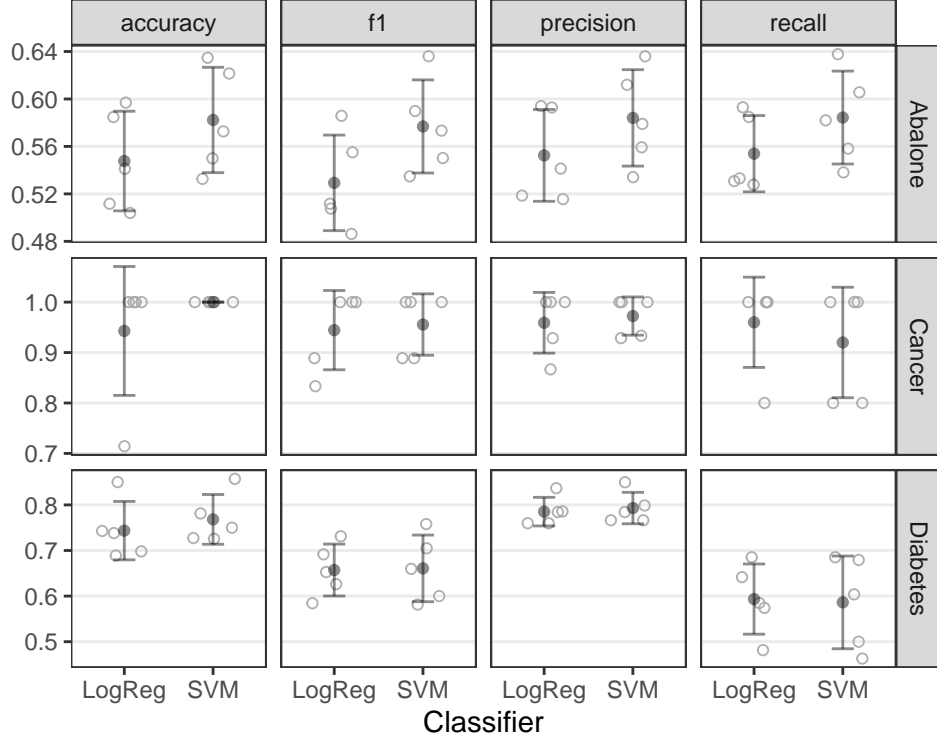 accuracy f1 precision recall
0.64
0.60
0.56
0.52
0.48
Abalone
1.0
0.9
0.8
0.7
Cancer
0.8
0.7
0.6
0.5
Diabetes
LogReg SVM LogReg SVM LogReg SVM LogReg SVM
Classifier